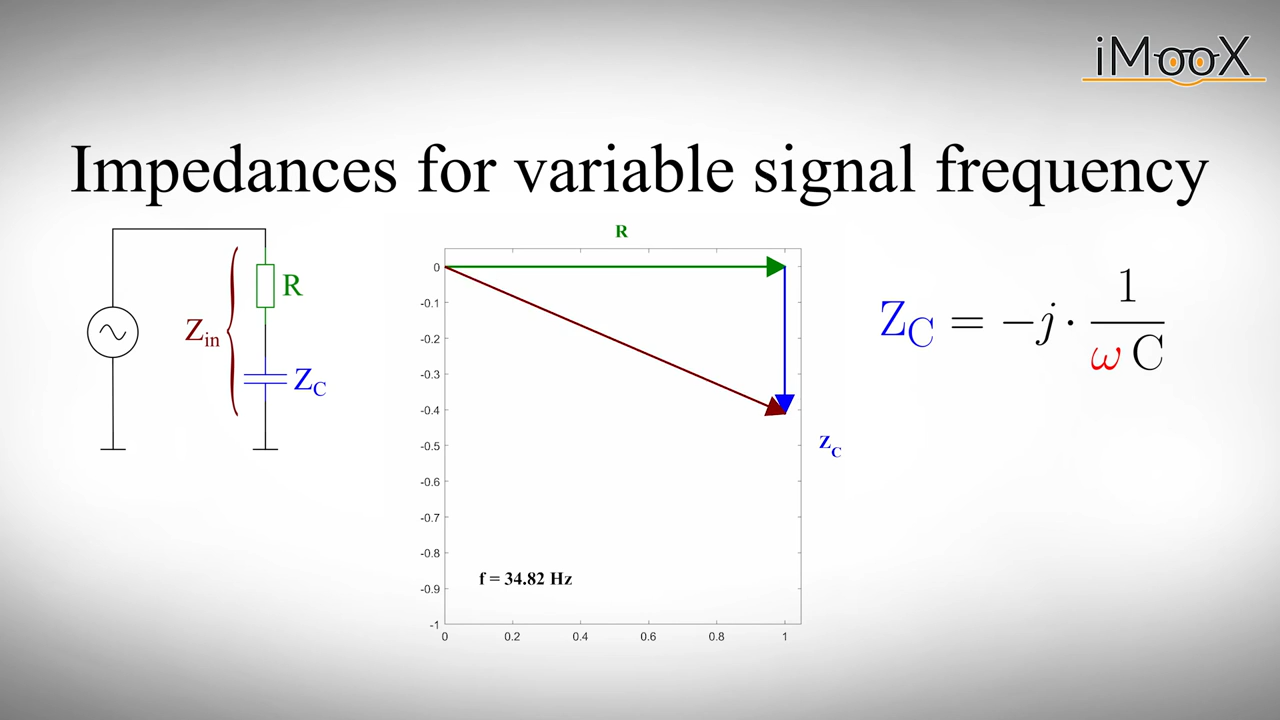 iMooX
Impedances for variable signal frequency
R
Z_in
Z_C
R
0
-0.1
-0.2
-0.3
-0.4
-0.5
-0.6
-0.7
-0.8
-0.9
-1
0 0.2 0.4 0.6 0.8 1
f = 34.82 Hz
Z_C
Z_C = −j · 1/(ω C)